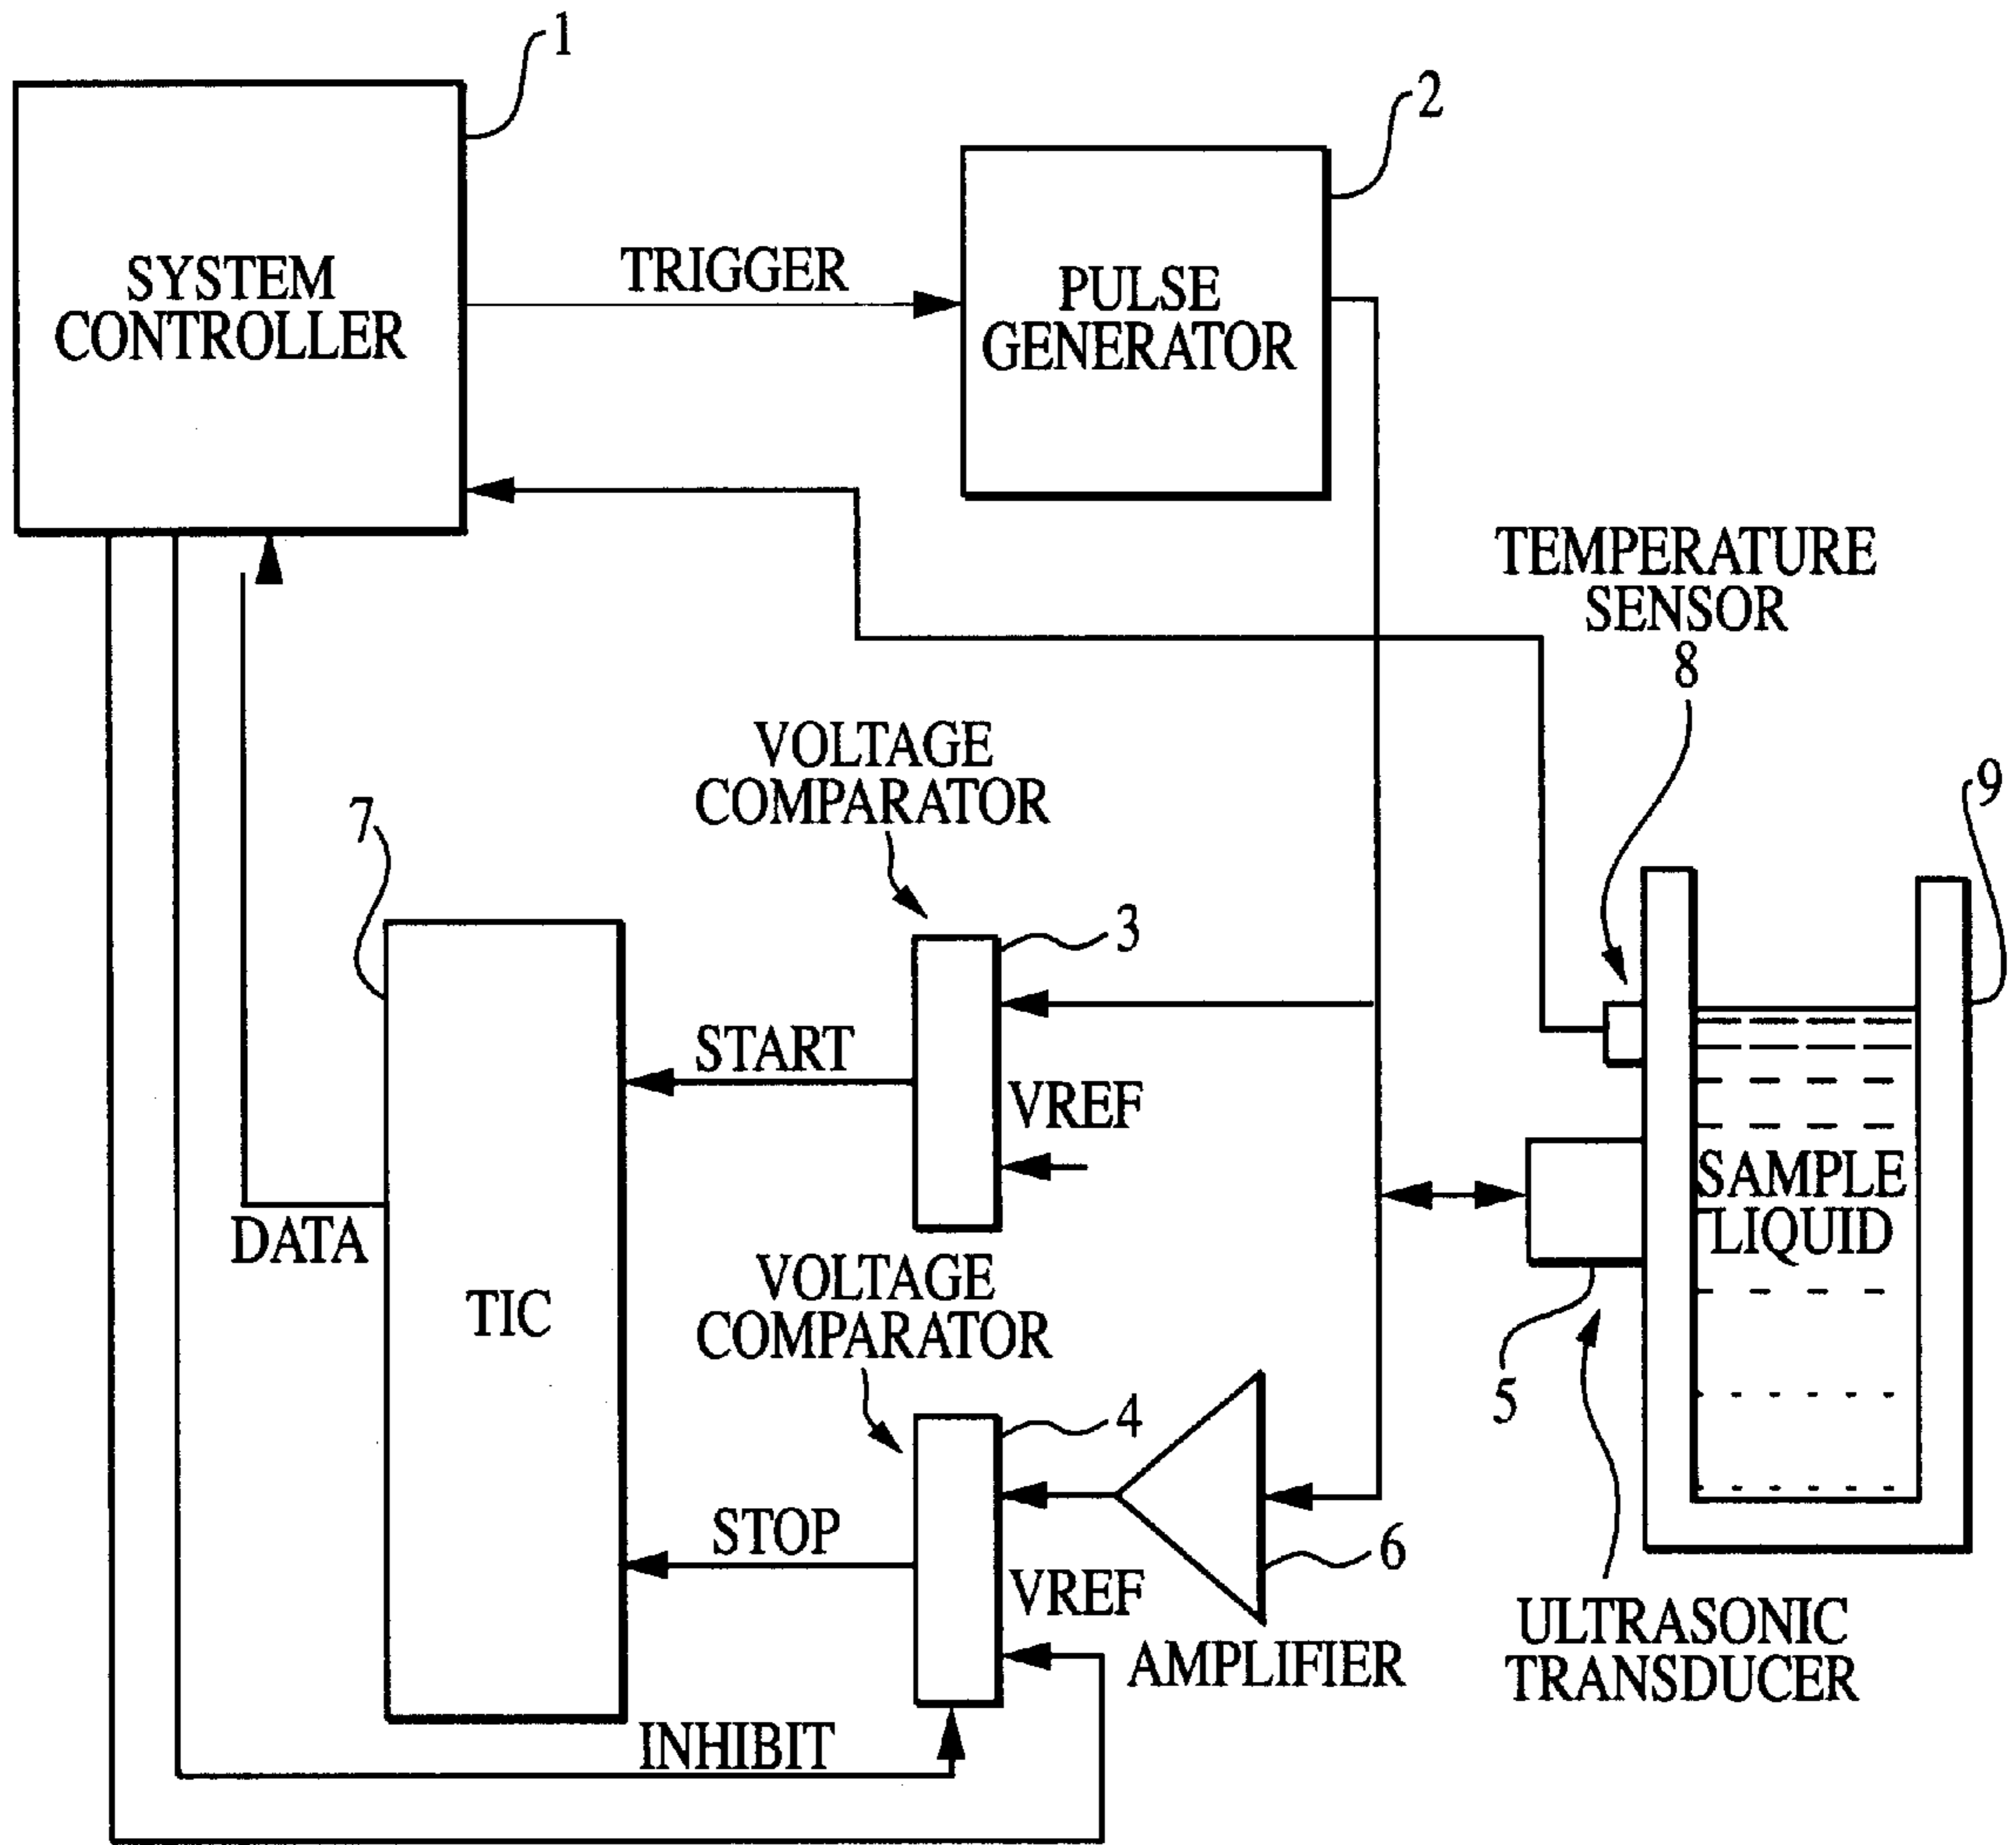 1
2
SYSTEM
CONTROLLER
TRIGGER
PULSE
GENERATOR
TEMPERATURE
SENSOR
8
VOLTAGE
COMPARATOR
7
9
3
START
VREF
DATA
SAMPLE
LIQUID
VOLTAGE
COMPARATOR
TIC
5
4
STOP
VREF
6
AMPLIFIER
ULTRASONIC
TRANSDUCER
INHIBIT